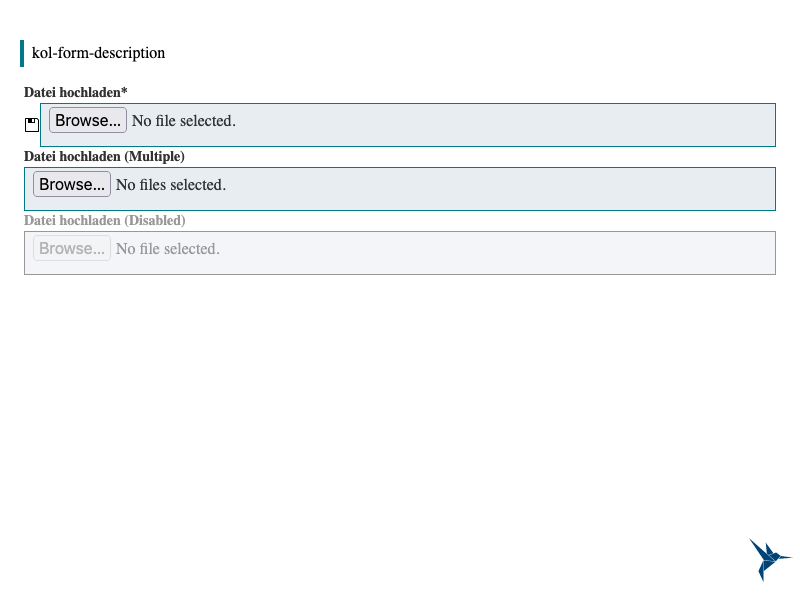 kol-form-description
Datei hochladen*
Browse... No file selected.
Datei hochladen (Multiple)
Browse... No files selected.
Datei hochladen (Disabled)
Browse... No file selected.